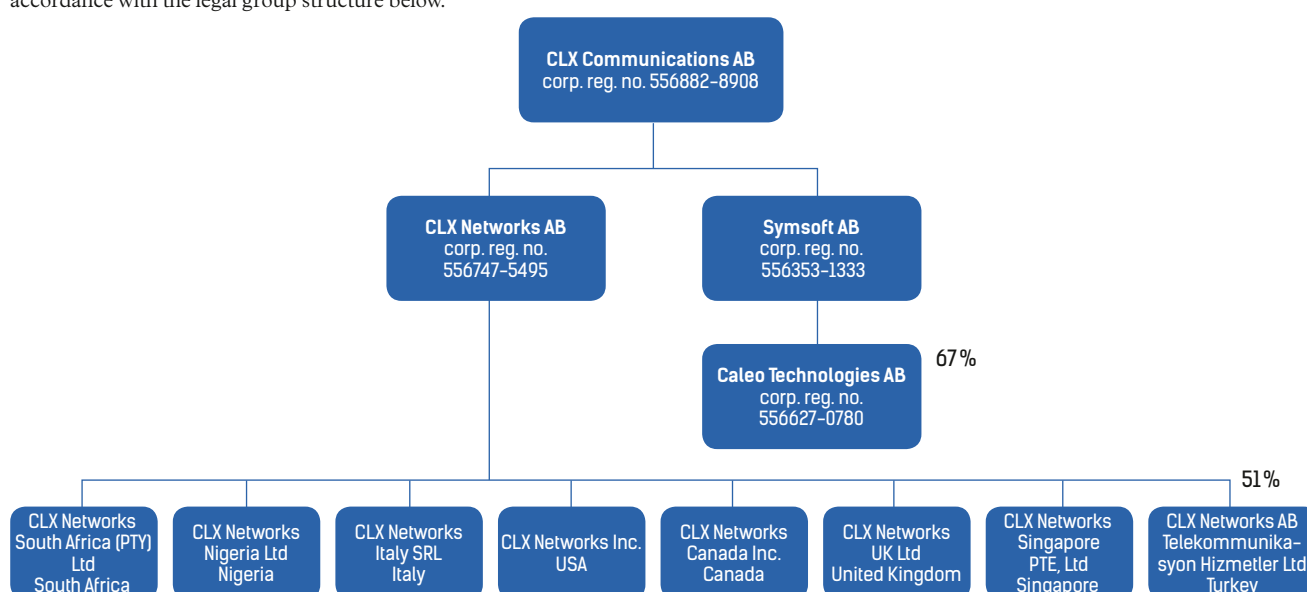 accordance with the legal group structure below.
CLX Communications AB
corp. reg. no. 556882-8908
CLX Networks AB
corp. reg. no.
556747-5495
Symsoft AB
corp. reg. no.
556353-1333
Caleo Technologies AB
corp. reg. no.
556627-0780
67%
51%
CLX Networks
South Africa (PTY)
Ltd
South Africa
CLX Networks
Nigeria Ltd
Nigeria
CLX Networks
Italy SRL
Italy
CLX Networks Inc.
USA
CLX Networks
Canada Inc.
Canada
CLX Networks
UK Ltd
United Kingdom
CLX Networks
Singapore
PTE, Ltd
Singapore
CLX Networks AB
Telekommunika-
syon Hizmetler Ltd
Turkey